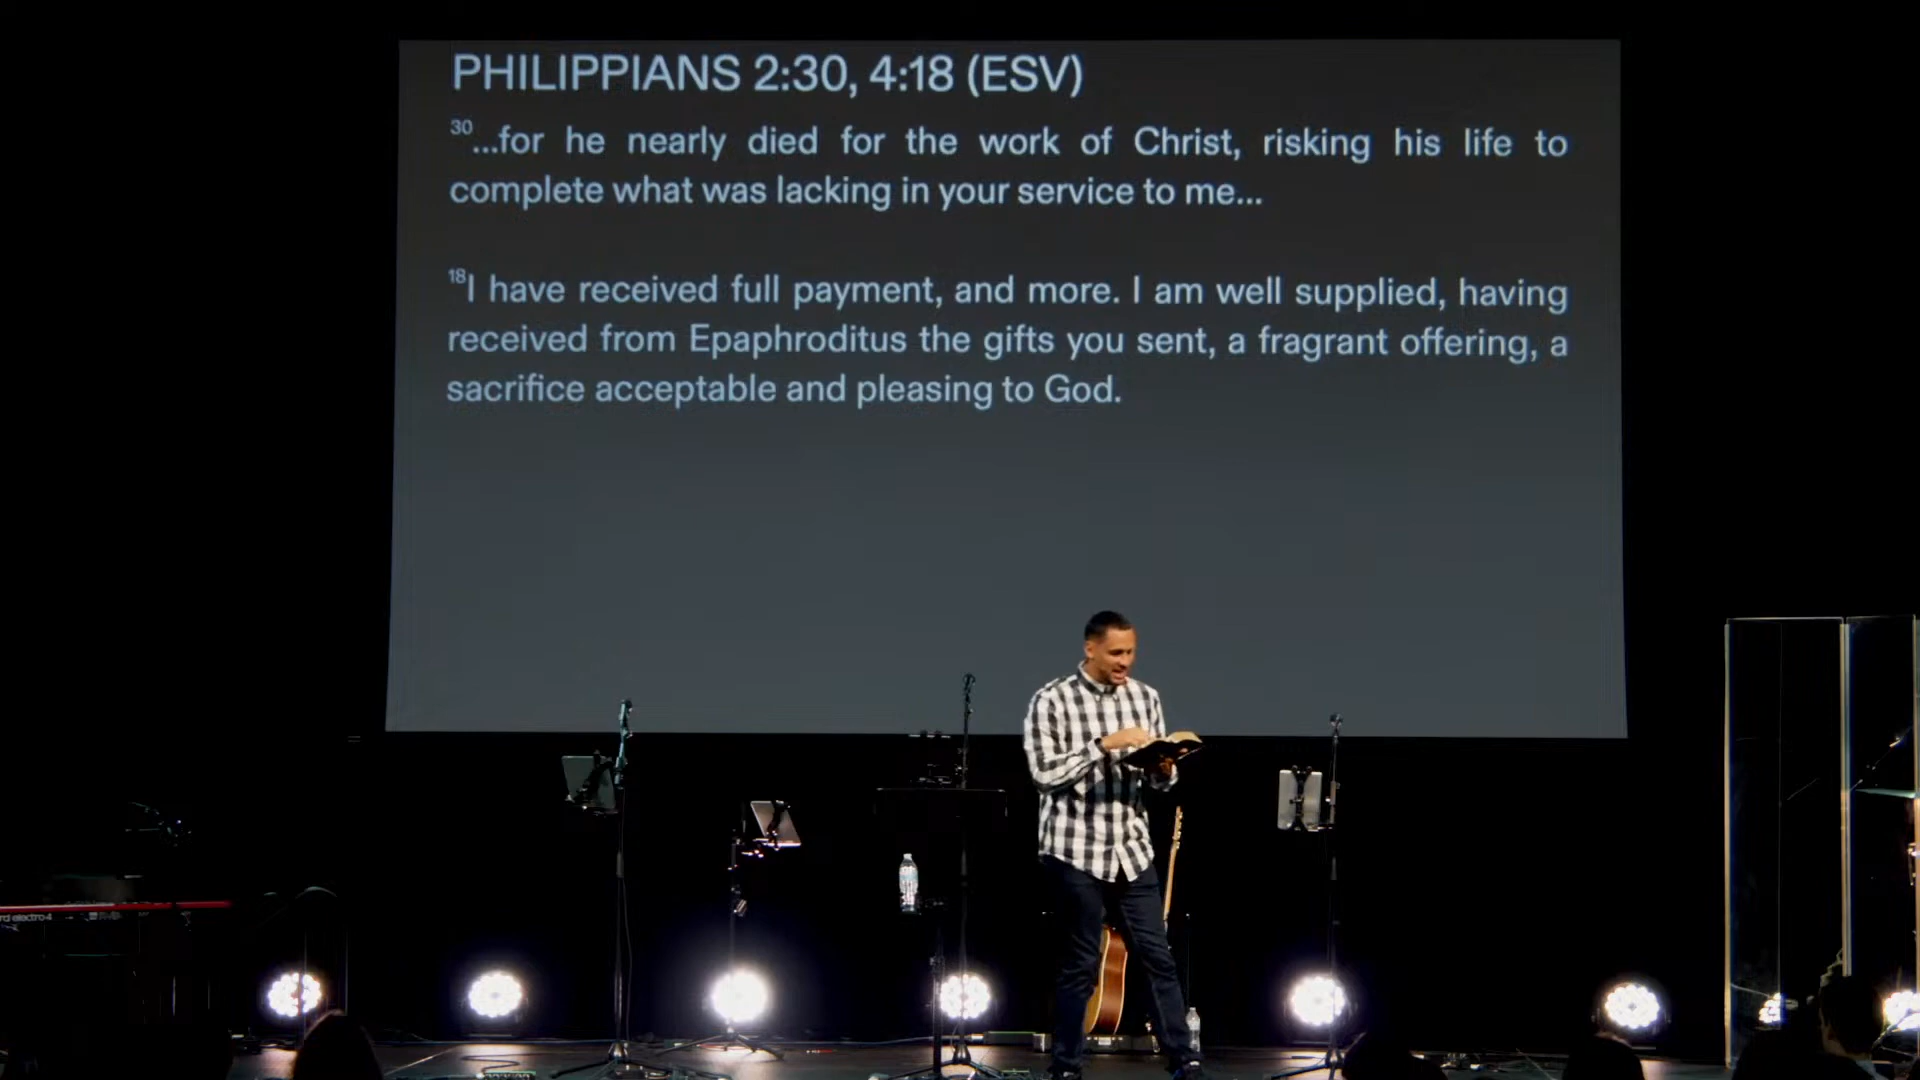 PHILIPPIANS 2:30, 4:18 (ESV)
30...for he nearly died for the work of Christ, risking his life to
complete what was lacking in your service to me...
18I have received full payment, and more. I am well supplied, having
received from Epaphroditus the gifts you sent, a fragrant offering, a
sacrifice acceptable and pleasing to God.
electro 4